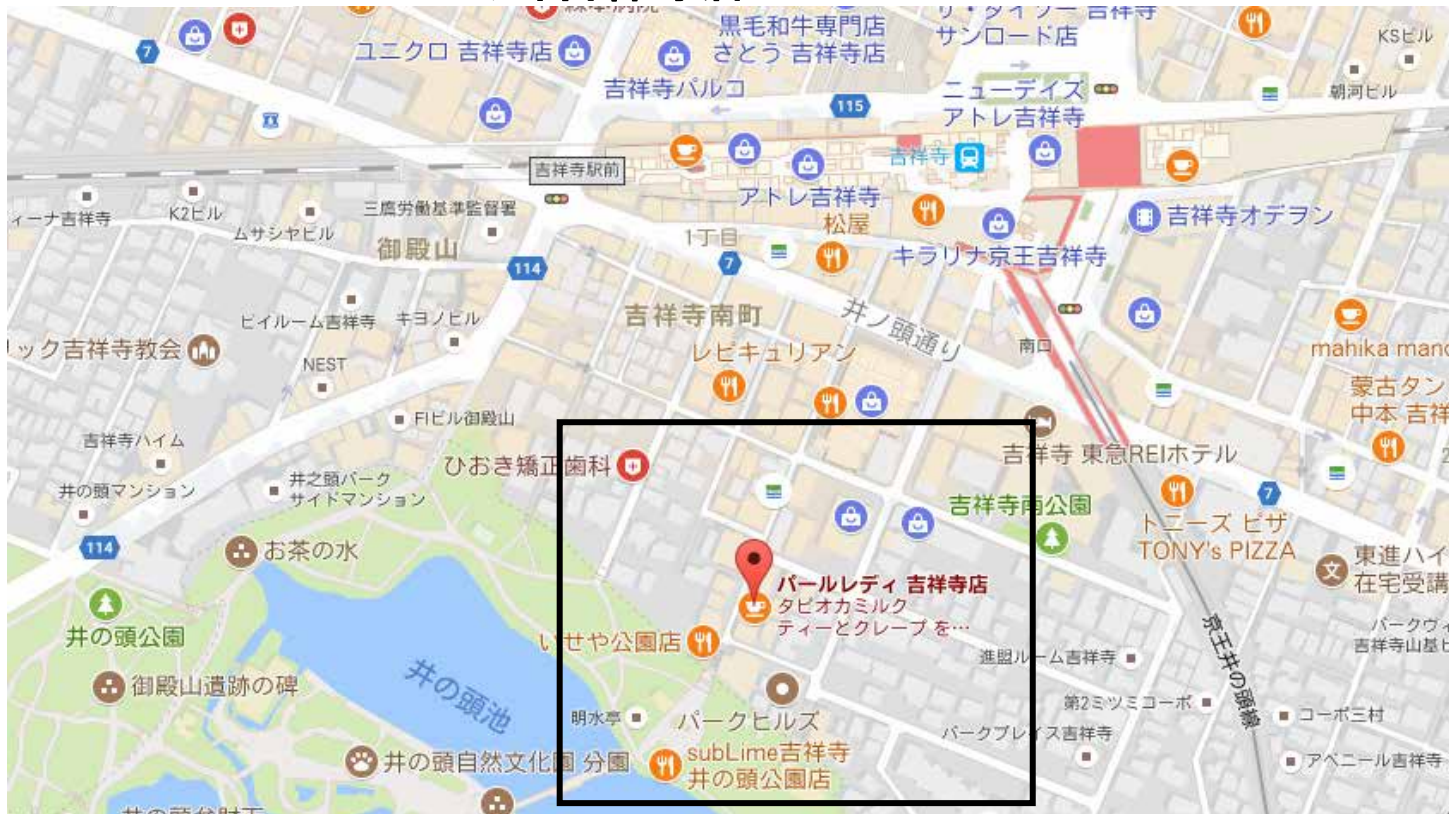 7
ユニクロ 吉祥寺店
黒毛和牛専門店
さとう 吉祥寺店
サンロード店
KSビル
朝河ビル
吉祥寺パルコ
115
ニューデイズ
アトレ吉祥寺
吉祥寺駅前
吉祥寺
アトレ吉祥寺
ィーナ吉祥寺
K2ビル
ムサシヤビル
三鷹労働基準監督署
御殿山
114
1丁目
松屋
7
キラリナ京王吉祥寺
吉祥寺オデヲン
ビイルーム吉祥寺
キヨノビル
吉祥寺南町
井ノ頭通り
南口
ック吉祥寺教会
NEST
レピキュリアン
mahika mano
蒙古タン
中本 吉祥
FIビル御殿山
吉祥寺ハイム
井の頭マンション
井之頭パーク
サイドマンション
ひおき矯正歯科
吉祥寺 東急REIホテル
吉祥寺南公園
トニーズ ピザ
TONY's PIZZA
7
東進ハイ
在宅受講
114
お茶の水
パールレディ 吉祥寺店
タピオカミルク
ティーとクレープ を…
井の頭公園
いせや公園店
御殿山遺跡の碑
井の頭池
進盟ルーム吉祥寺
京王井の頭線
パークヴィ
吉祥寺山基ビ
明水亭
パークヒルズ
第2ミツミコーポ
コーポ三村
パークプレイス吉祥寺
アベニール吉祥寺
井の頭自然文化園 分園
subLime吉祥寺
井の頭公園店